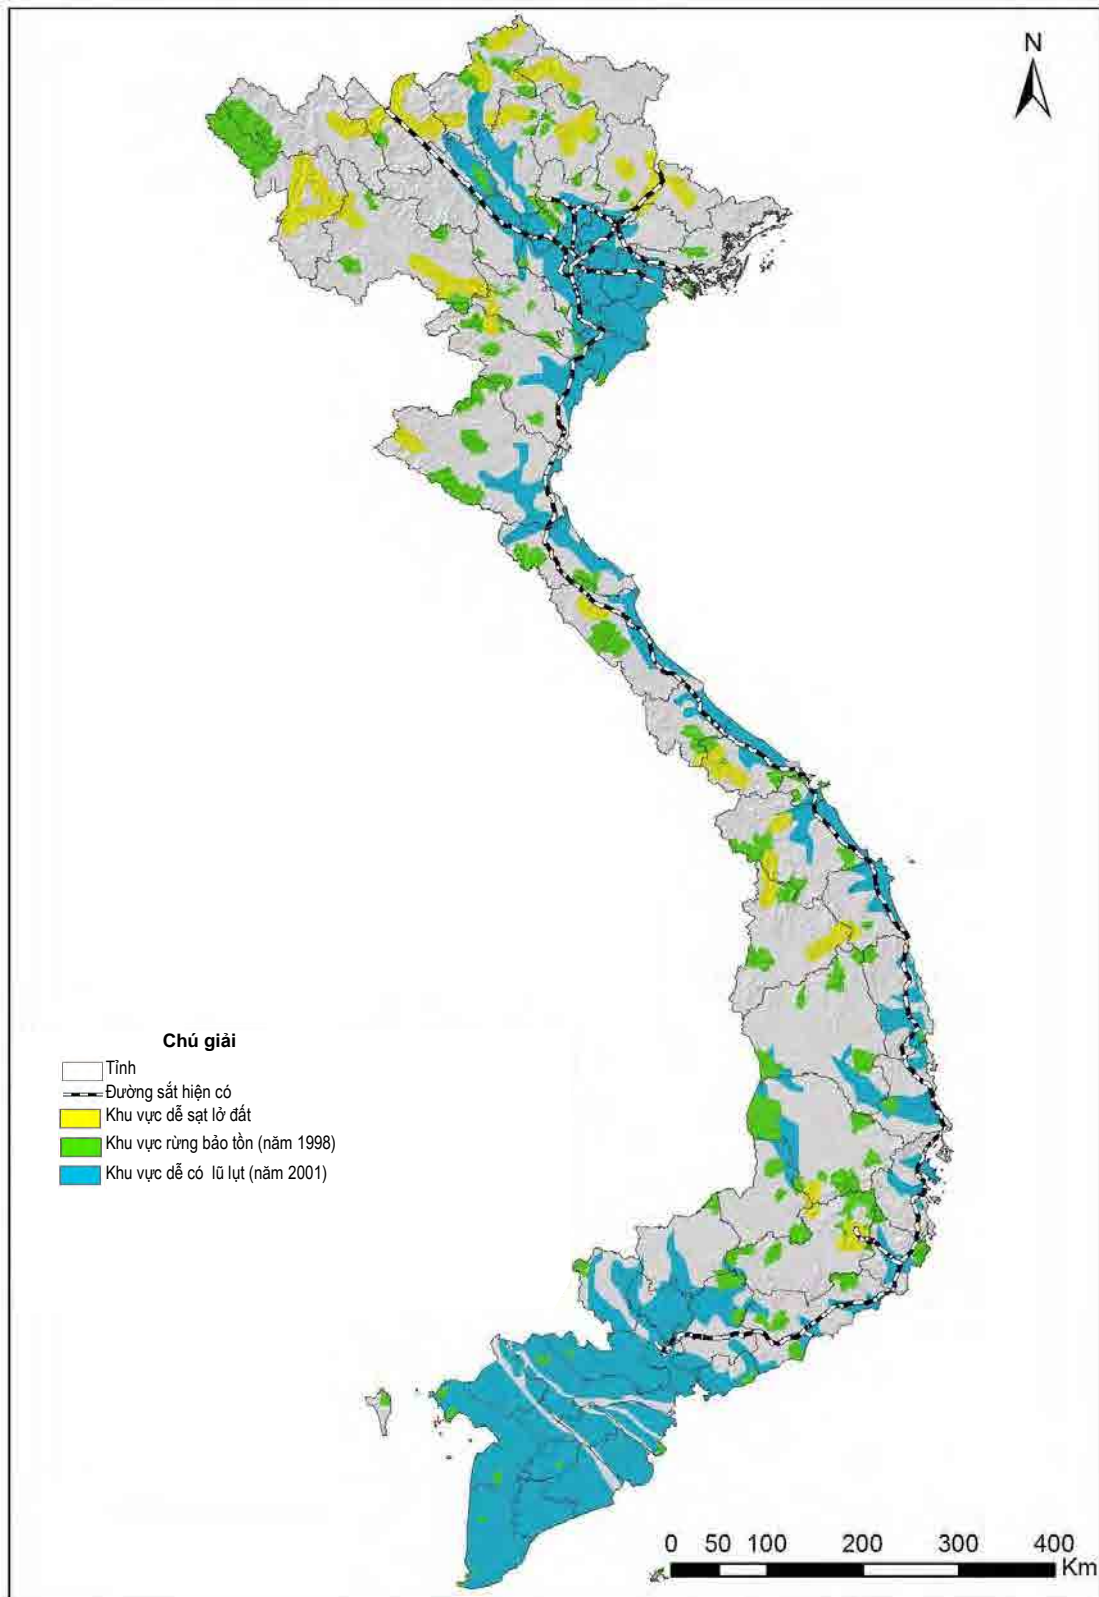 N
Chú giải
Tỉnh
Đường sắt hiện có
Khu vực dễ sạt lở đất
Khu vực rừng bảo tồn (năm 1998)
Khu vực dễ có lũ lụt (năm 2001)
0 50 100 200 300 400
Km